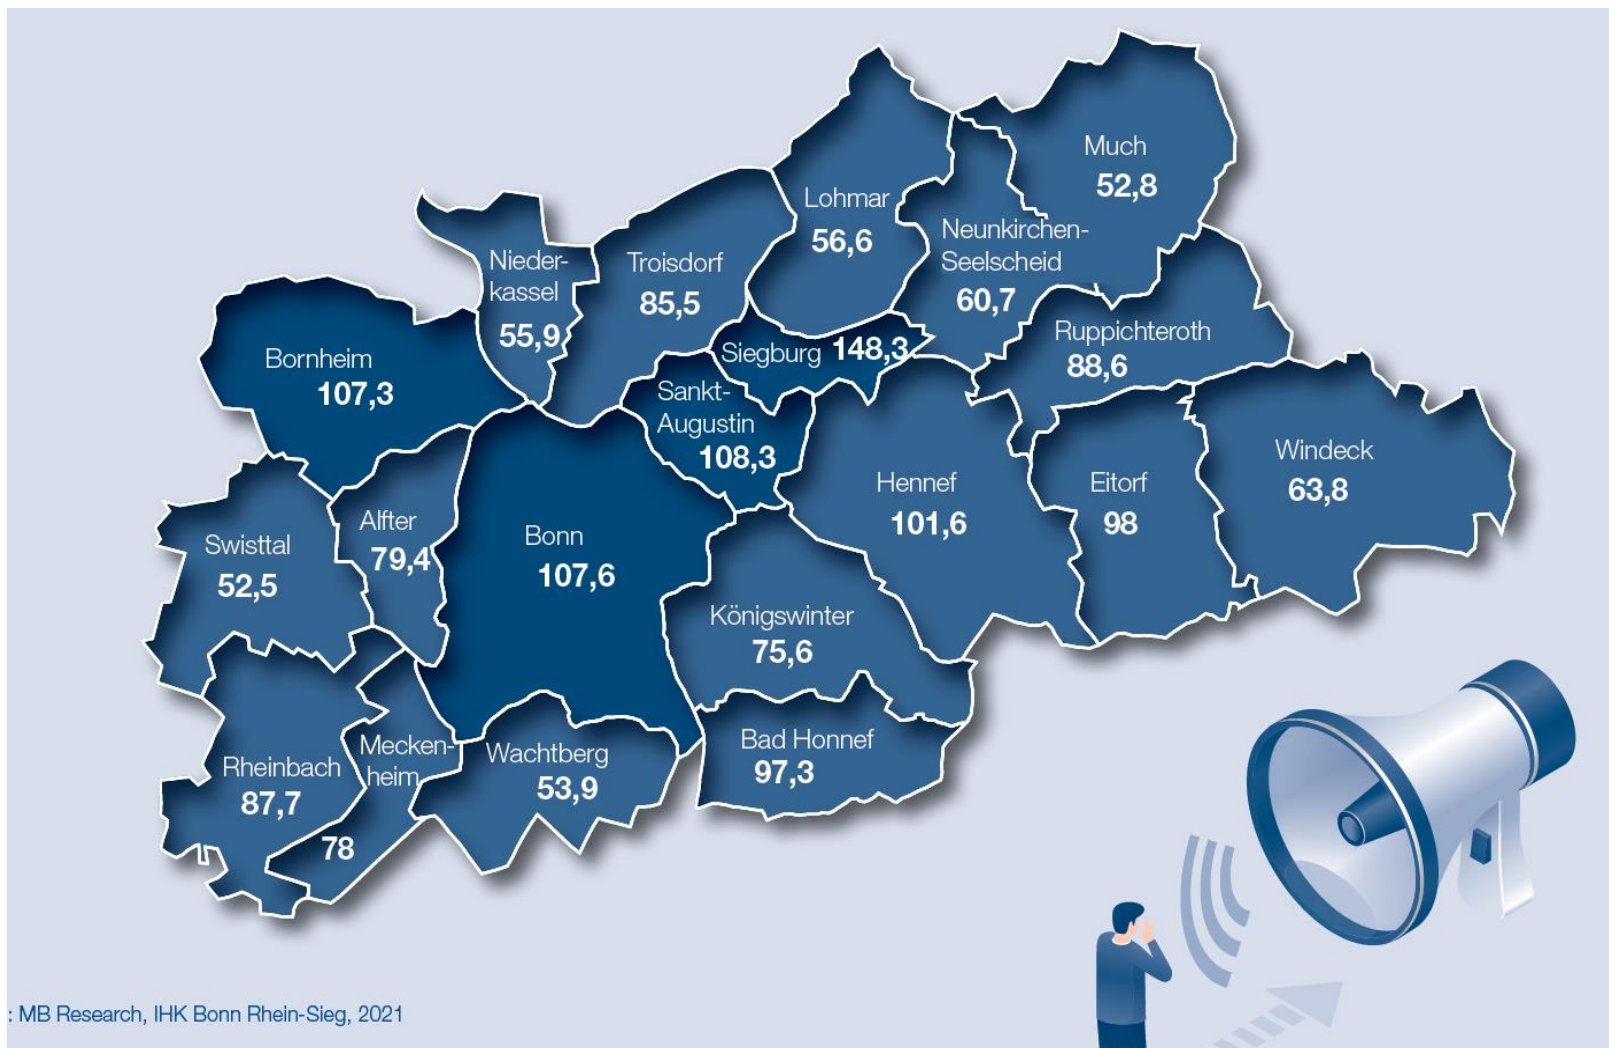 Much
52,8
Lohmar
56,6
Neunkirchen-
Seelscheid
60,7
Nieder-
kassel
55,9
Troisdorf
85,5
Ruppichteroth
88,6
Siegburg 148,3
Bornheim
107,3
Sankt-
Augustin
108,3
Windeck
63,8
Hennef
101,6
Eitorf
98
Alfter
79,4
Swisttal
52,5
Bonn
107,6
Königswinter
75,6
Bad Honnef
97,3
Meckenheim
78
Wachtberg
53,9
Rheinbach
87,7
: MB Research, IHK Bonn Rhein-Sieg, 2021